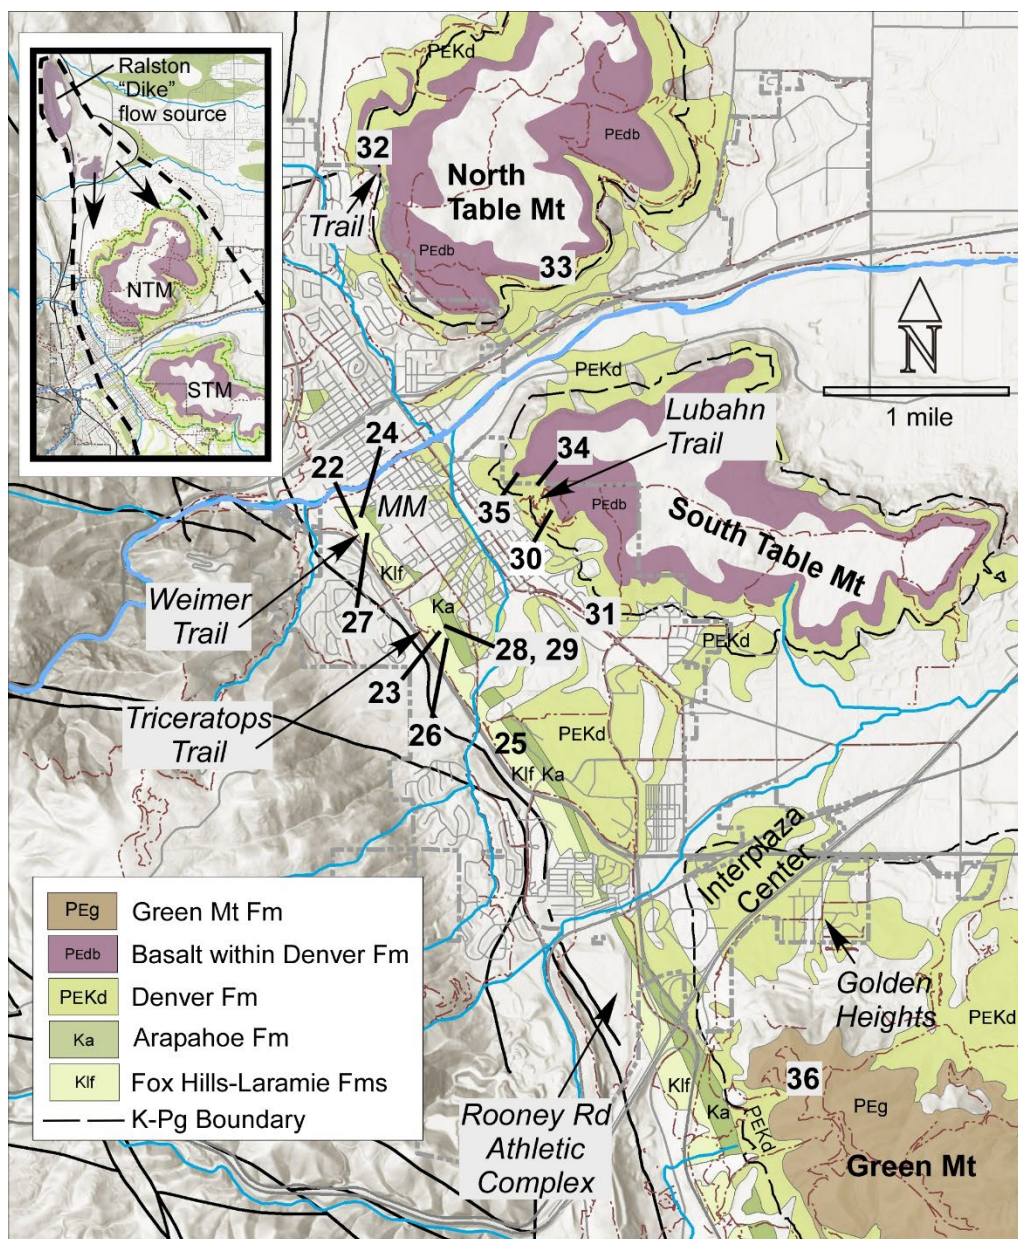 Ralston
"Dike"
flow source
NTM
STM
PEKd
32
Trail
North
Table Mt
PEdb
PEdb
33
N
1 mile
PEKd
Lubahn
Trail
24
22
MM
34
35
PEdb
30
South Table Mt
Weimer
Trail
Klf
27
Ka
31
28, 29
PEKd
23
Triceratops
Trail
26
25
PEKd
Klf
Ka
Interplaza
Center
Golden
Heights
PEKd
PEg
Green Mt Fm
PEdb
Basalt within Denver Fm
PEKd
Denver Fm
Ka
Arapahoe Fm
Klf
Fox Hills-Laramie Fms
K-Pg Boundary
36
Klf
PEg
Ka
PEKd
Rooney Rd
Athletic
Complex
Green Mt